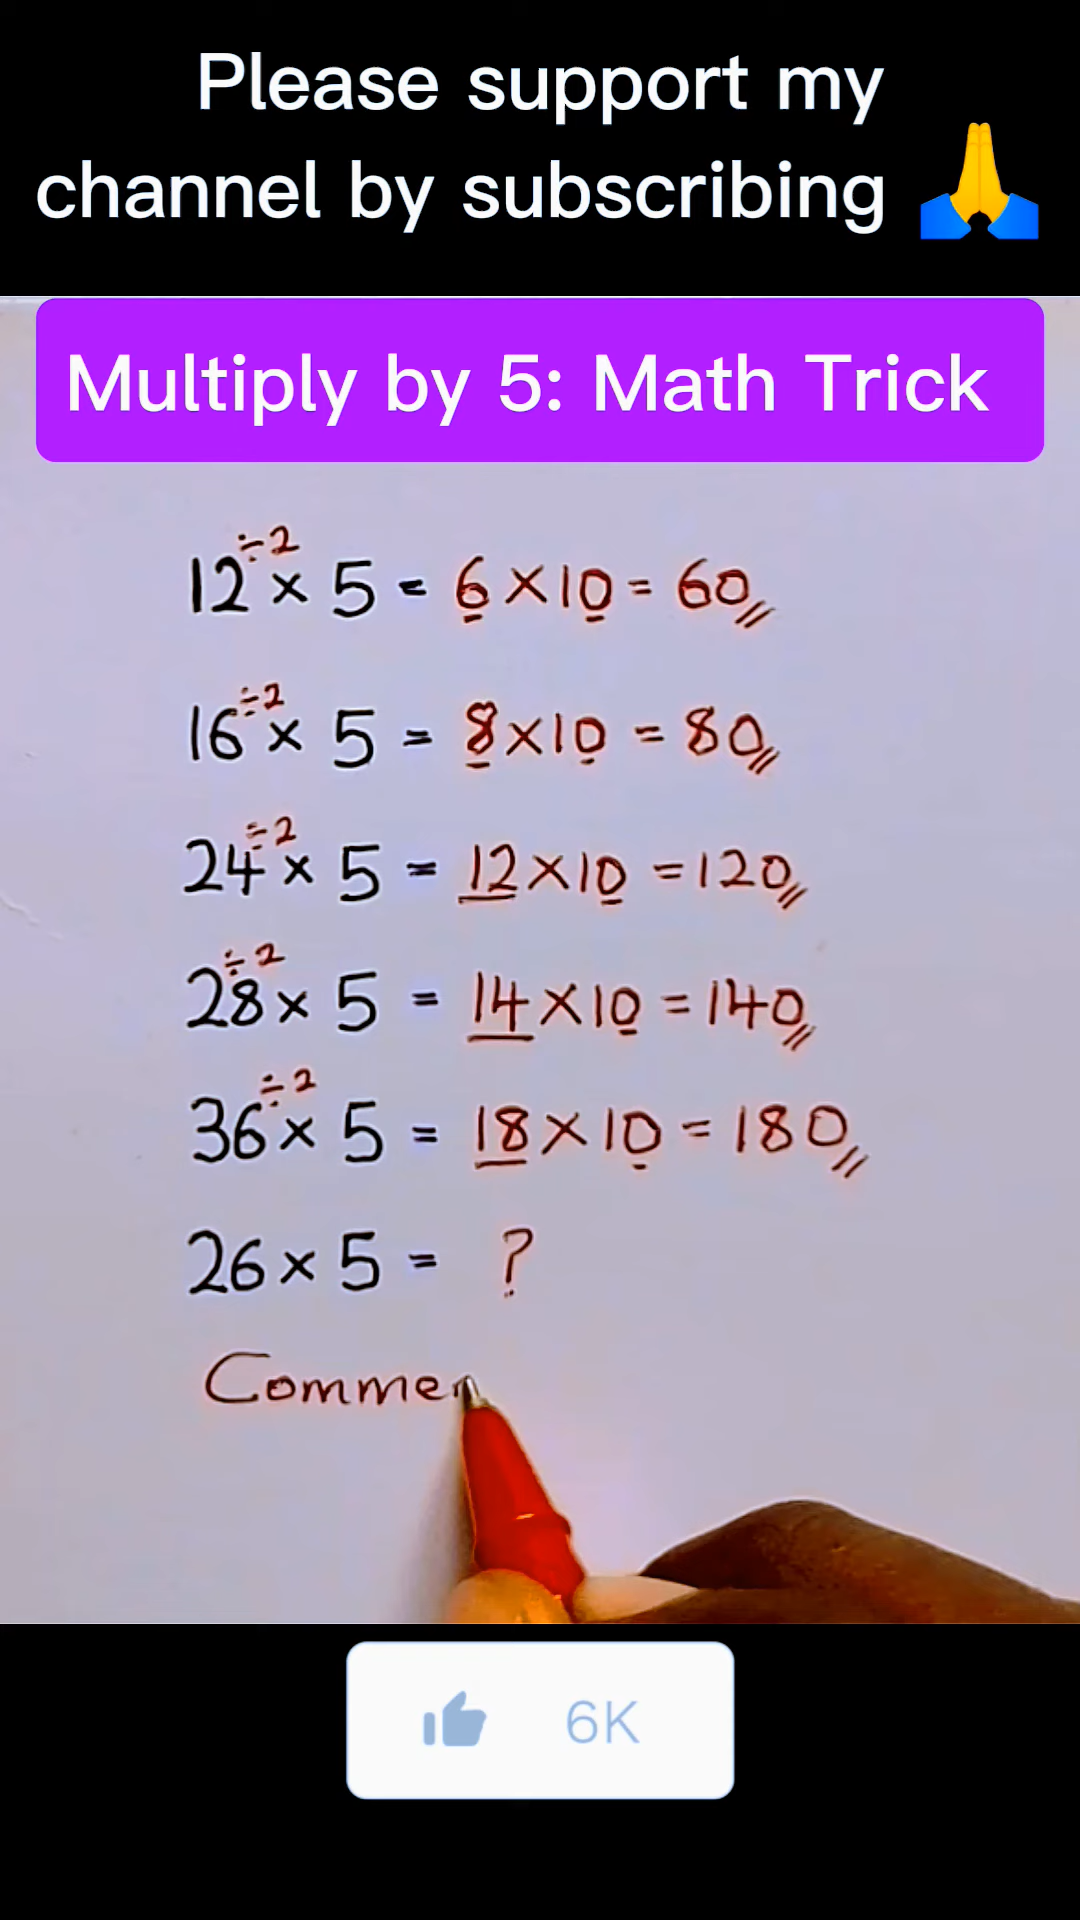 Please support my
channel by subscribing
Multiply by 5: Math Trick
12÷2 × 5 = 6 × 10 = 60
16÷2 × 5 = 8 × 10 = 80
24÷2 × 5 = 12 × 10 = 120
28÷2 × 5 = 14 × 10 = 140
36÷2 × 5 = 18 × 10 = 180
26 × 5 = ?
Commen
6K